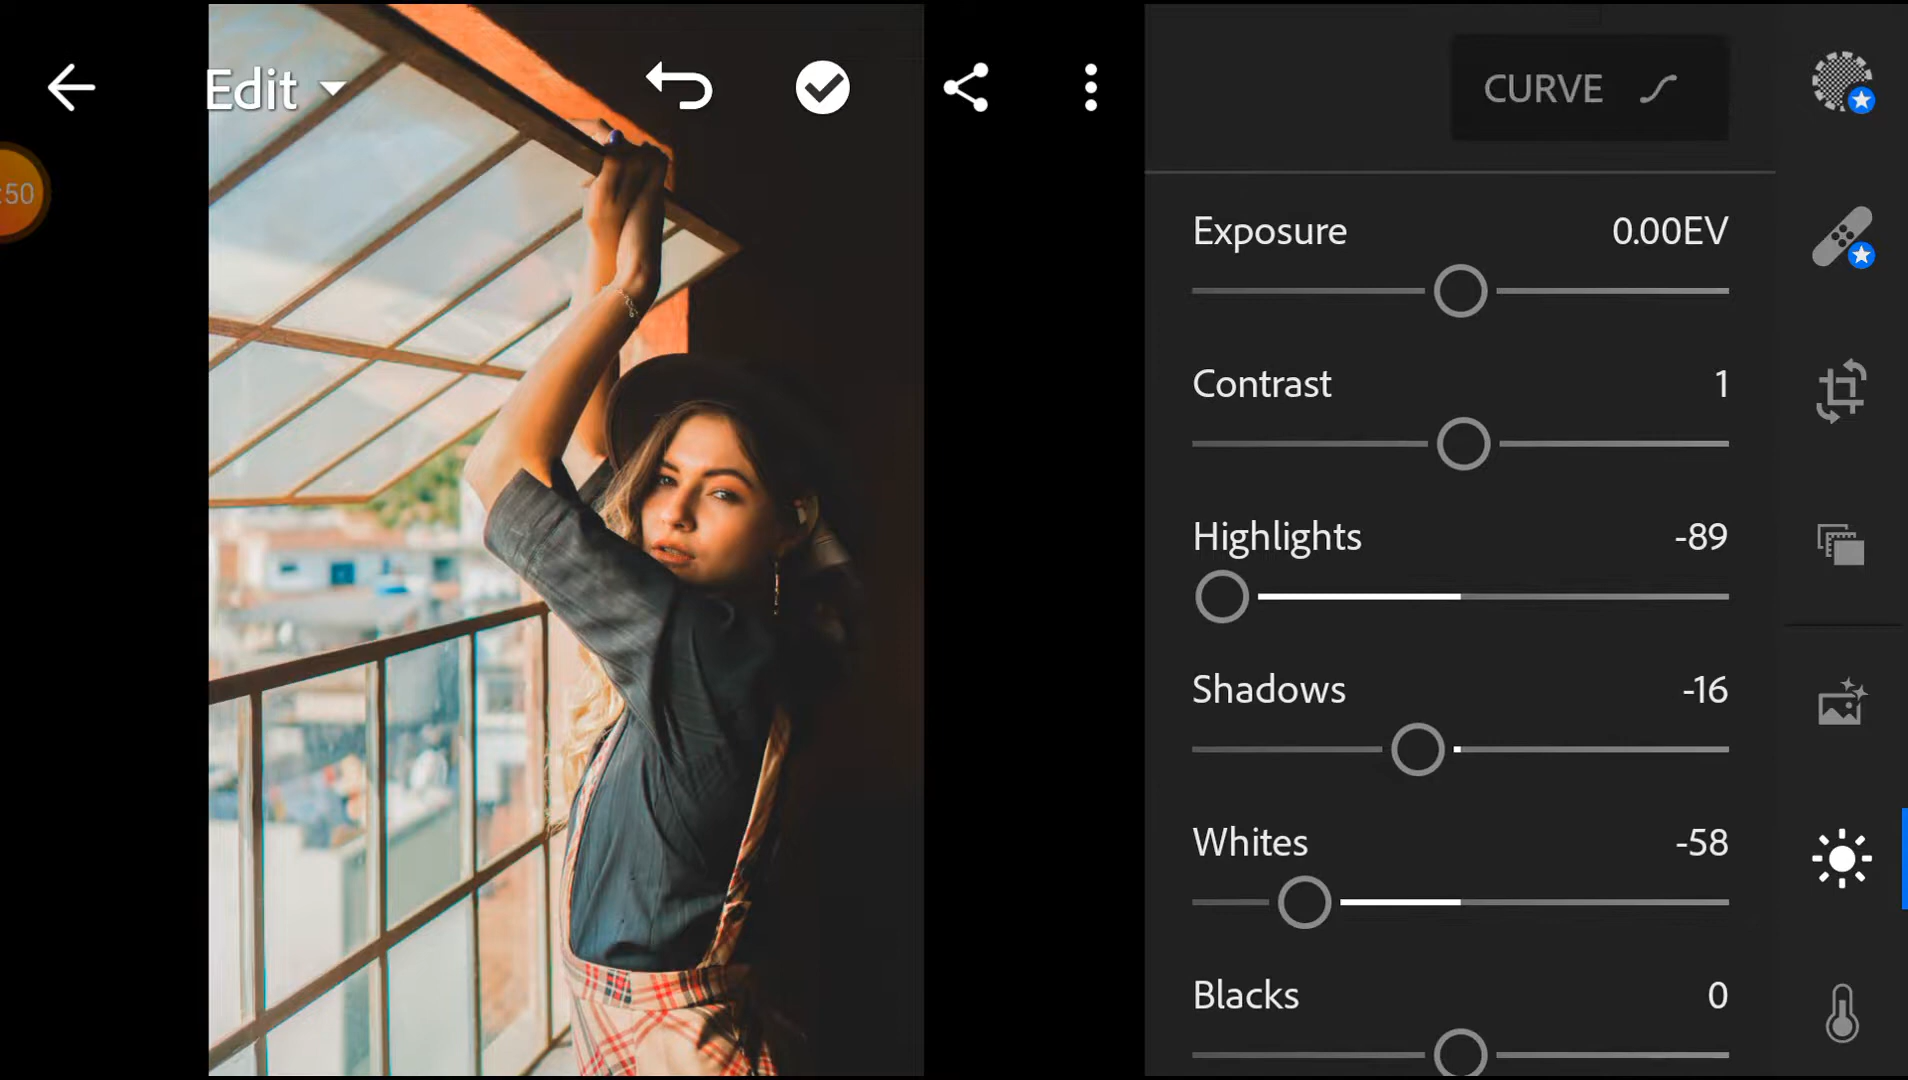 Edit
:50
CURVE
Exposure 0.00EV
Contrast 1
Highlights -89
Shadows -16
Whites -58
Blacks 0